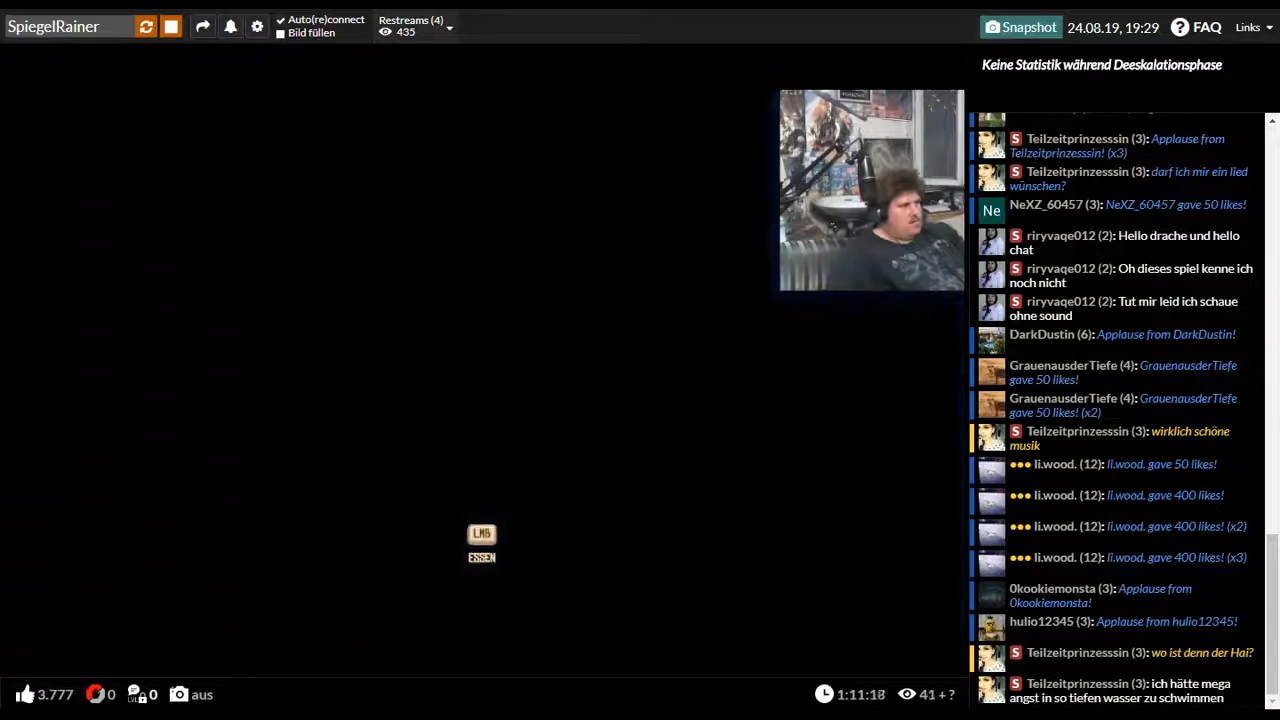 SpiegelRainer
Auto(re)connect
Bild füllen
Restreams (4)
435
Snapshot
24.08.19, 19:29
? FAQ
Links
Keine Statistik während Deeskalationsphase
S Teilzeitprinzesssin (3): Applause from
Teilzeitprinzesssin! (x3)
S Teilzeitprinzesssin (3): darf ich mir ein lied
wünschen?
Ne NeXZ_60457 (3): NeXZ_60457 gave 50 likes!
S riryvaqe012 (2): Hello drache und hello
chat
S riryvaqe012 (2): Oh dieses spiel kenne ich
noch nicht
S riryvaqe012 (2): Tut mir leid ich schaue
ohne sound
DarkDustin (6): Applause from DarkDustin!
GrauenausderTiefe (4): GrauenausderTiefe
gave 50 likes!
GrauenausderTiefe (4): GrauenausderTiefe
gave 50 likes! (x2)
S Teilzeitprinzesssin (3): wirklich schöne
musik
li.wood. (12): li.wood. gave 50 likes!
li.wood. (12): li.wood. gave 400 likes!
li.wood. (12): li.wood. gave 400 likes! (x2)
li.wood. (12): li.wood. gave 400 likes! (x3)
0kookiemonsta (3): Applause from
0kookiemonsta!
hulio12345 (3): Applause from hulio12345!
S Teilzeitprinzesssin (3): wo ist denn der Hai?
S Teilzeitprinzesssin (3): ich hätte mega
angst in so tiefen wasser zu schwimmen
LMB
ESSEN
3.777
0
0
aus
1:11:18
41 + ?